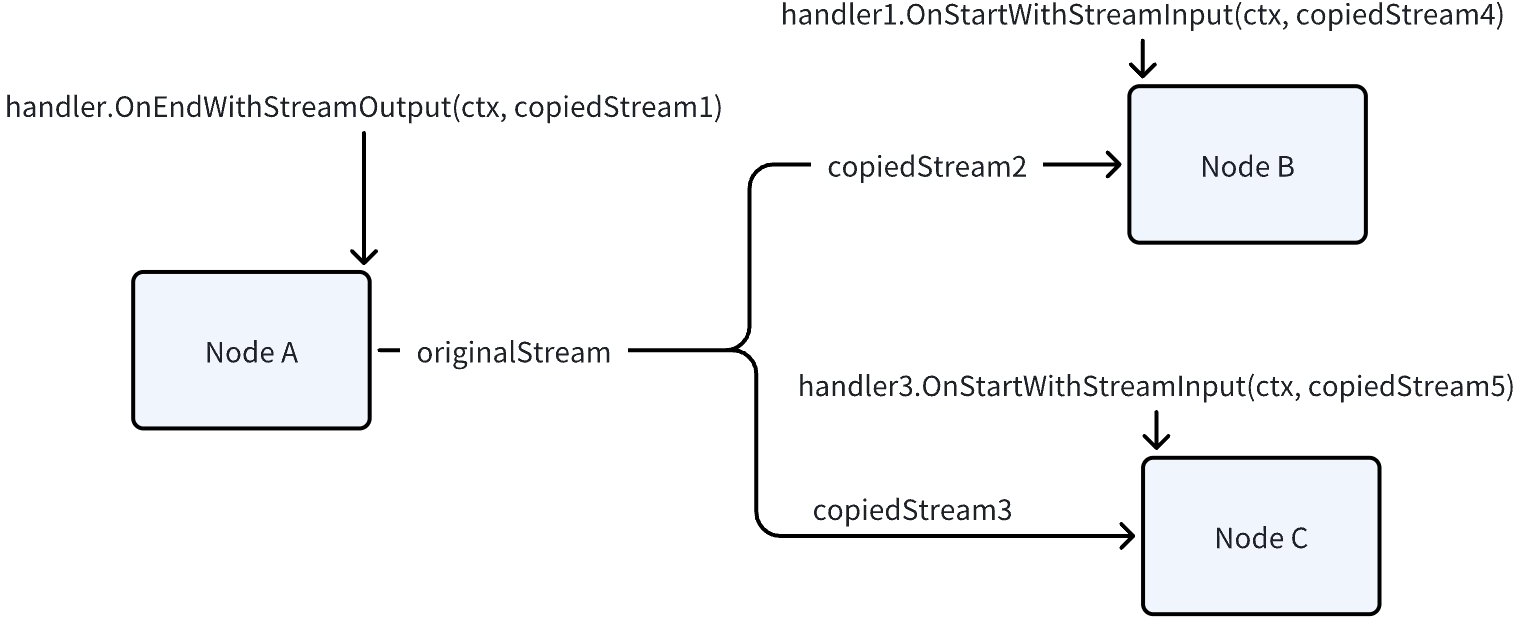 handler1.OnStartWithStreamInput(ctx, copiedStream4)
handler.OnEndWithStreamOutput(ctx, copiedStream1)
copiedStream2
Node B
Node A
originalStream
handler3.OnStartWithStreamInput(ctx, copiedStream5)
copiedStream3
Node C